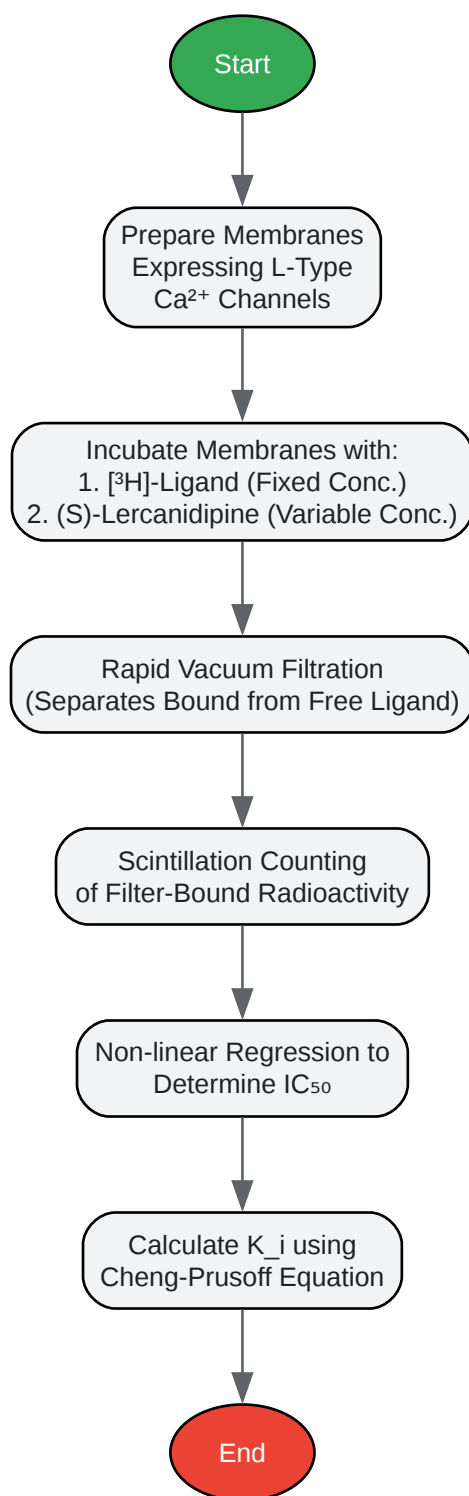 Start
Prepare Membranes
Expressing L-Type
Ca²⁺ Channels
Incubate Membranes with:
1. [³H]-Ligand (Fixed Conc.)
2. (S)-Lercanidipine (Variable Conc.)
Rapid Vacuum Filtration
(Separates Bound from Free Ligand)
Scintillation Counting
of Filter-Bound Radioactivity
Non-linear Regression to
Determine IC₅₀
Calculate K_i using
Cheng-Prusoff Equation
End